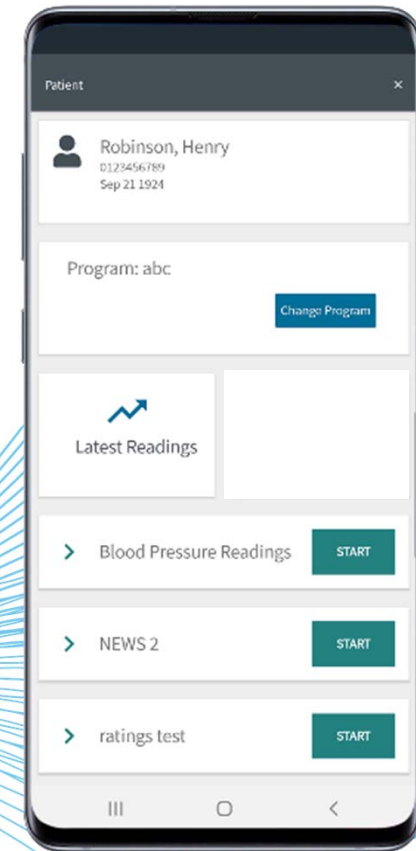 Patient
×
Robinson, Henry
0123456789
Sep 21 1924
Program: abc
Change Program
Latest Readings
Blood Pressure Readings
START
NEWS 2
START
ratings test
START